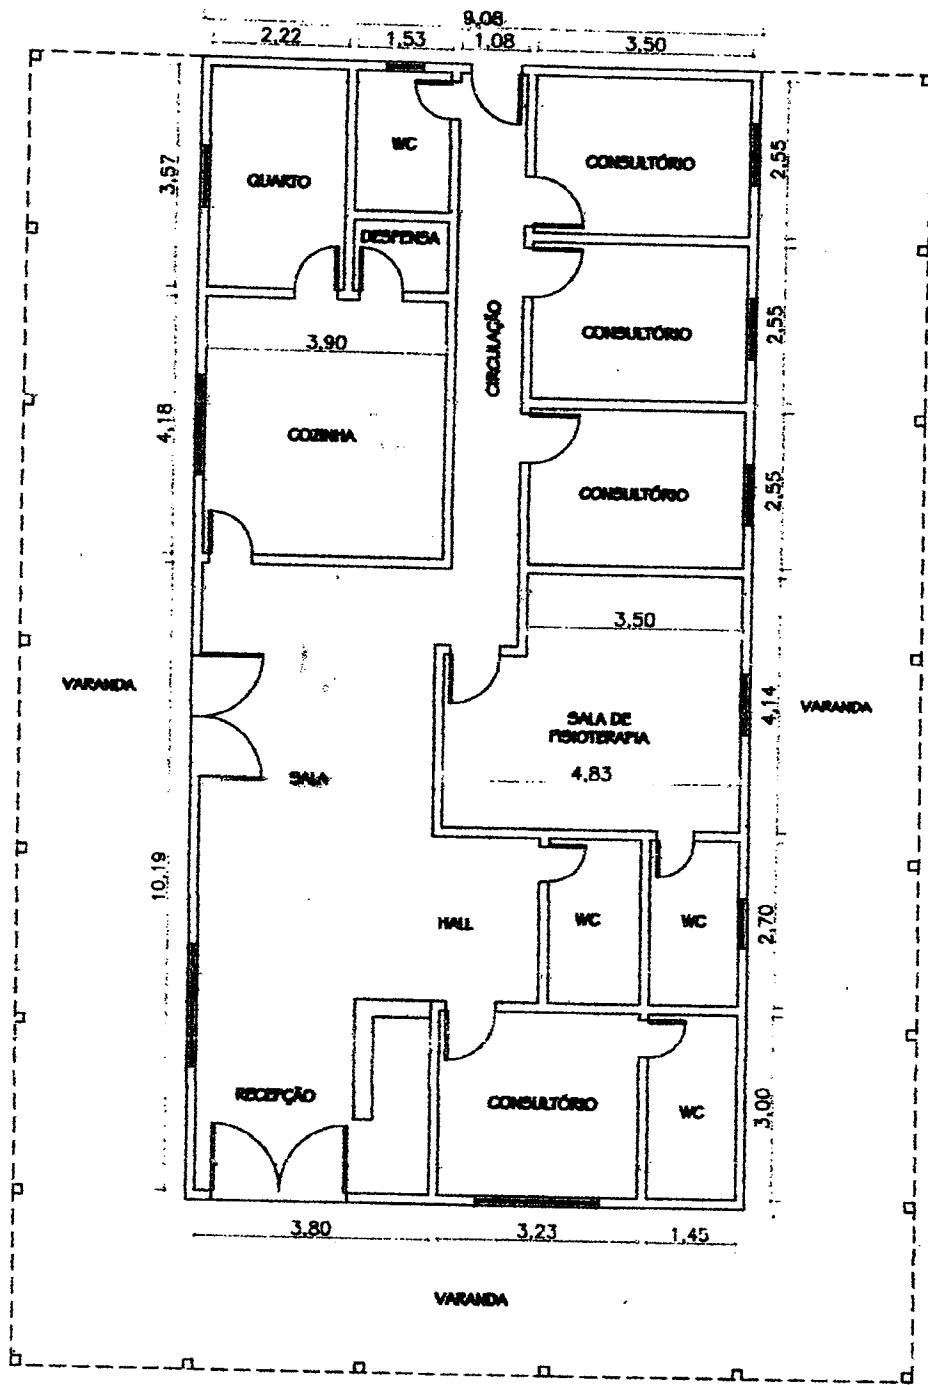 9,08
2,22
1,53
1,08
3,50
WC
CONSULTÓRIO
2,55
3,57
QUARTO
DESPENSA
CIRCULAÇÃO
CONSULTÓRIO
2,55
3,90
4,18
COZINHA
CONSULTÓRIO
2,55
3,50
VARANDA
SALA DE
FISIOTERAPIA
4,14
VARANDA
SALA
4,83
10,19
HALL
WC
WC
2,70
RECEPÇÃO
CONSULTÓRIO
WC
3,00
3,80
3,23
1,45
VARANDA